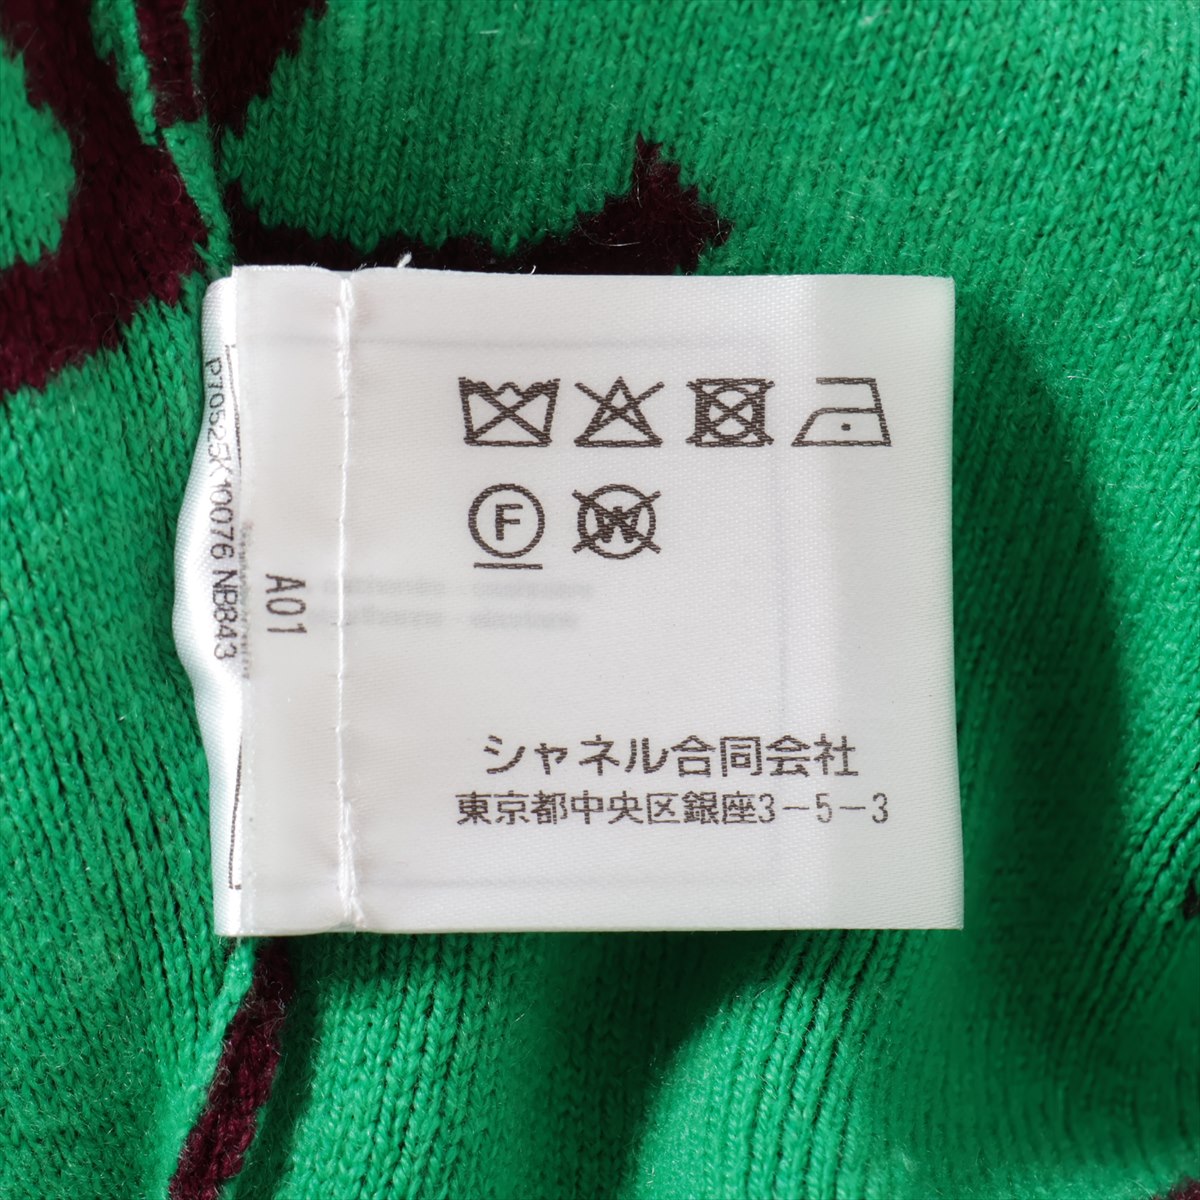 P70525K10076 NB843
A01
F
W
シャネル合同会社
東京都中央区銀座3-5-3